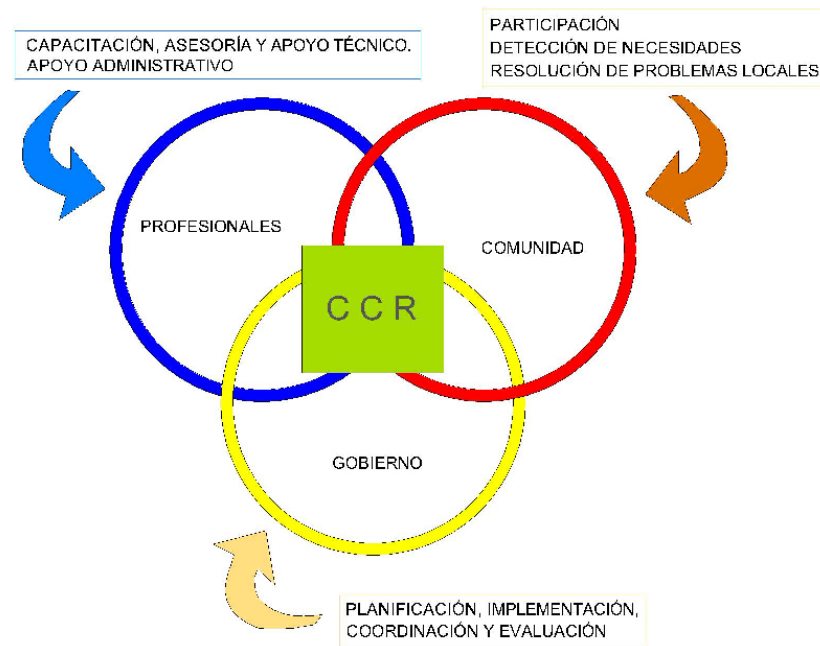 CAPACITACIÓN, ASESORÍA Y APOYO TÉCNICO.
APOYO ADMINISTRATIVO
PARTICIPACIÓN
DETECCIÓN DE NECESIDADES
RESOLUCIÓN DE PROBLEMAS LOCALES
PROFESIONALES
COMUNIDAD
C C R
GOBIERNO
PLANIFICACIÓN, IMPLEMENTACIÓN,
COORDINACIÓN Y EVALUACIÓN